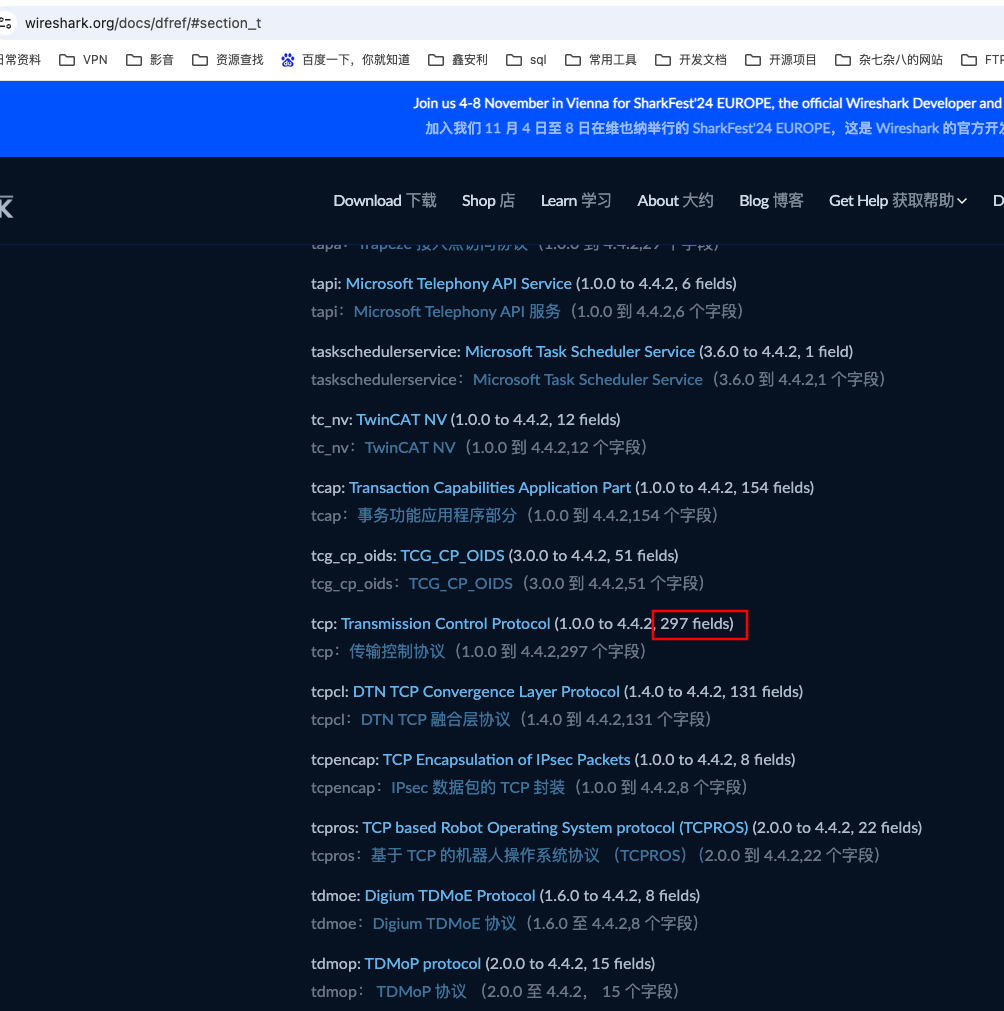 wireshark.org/docs/dfref/#section_t
日常资料 VPN 影音 资源查找 百度一下，你就知道 鑫安利 sql 常用工具 开发文档 开源项目 杂七杂八的网站 FTP
Join us 4-8 November in Vienna for SharkFest'24 EUROPE, the official Wireshark Developer and
加入我们 11 月 4 日至 8 日在维也纳举行的 SharkFest'24 EUROPE，这是 Wireshark 的官方开发
K Download 下载 Shop 店 Learn 学习 About 大约 Blog 博客 Get Help 获取帮助 D
tapa： Trapeze 接入点访问协议（1.0.0 到 4.4.2,29 个字段）
tapi: Microsoft Telephony API Service (1.0.0 to 4.4.2, 6 fields)
tapi： Microsoft Telephony API 服务（1.0.0 到 4.4.2,6 个字段）
taskschedulerservice: Microsoft Task Scheduler Service (3.6.0 to 4.4.2, 1 field)
taskschedulerservice： Microsoft Task Scheduler Service（3.6.0 到 4.4.2,1 个字段）
tc_nv: TwinCAT NV (1.0.0 to 4.4.2, 12 fields)
tc_nv： TwinCAT NV（1.0.0 到 4.4.2,12 个字段）
tcap: Transaction Capabilities Application Part (1.0.0 to 4.4.2, 154 fields)
tcap： 事务功能应用程序部分（1.0.0 到 4.4.2,154 个字段）
tcg_cp_oids: TCG_CP_OIDS (3.0.0 to 4.4.2, 51 fields)
tcg_cp_oids： TCG_CP_OIDS（3.0.0 到 4.4.2,51 个字段）
tcp: Transmission Control Protocol (1.0.0 to 4.4.2, 297 fields)
tcp： 传输控制协议（1.0.0 到 4.4.2,297 个字段）
tcpcl: DTN TCP Convergence Layer Protocol (1.4.0 to 4.4.2, 131 fields)
tcpcl： DTN TCP 融合层协议（1.4.0 到 4.4.2,131 个字段）
tcpencap: TCP Encapsulation of IPsec Packets (1.0.0 to 4.4.2, 8 fields)
tcpencap： IPsec 数据包的 TCP 封装（1.0.0 到 4.4.2,8 个字段）
tcpros: TCP based Robot Operating System protocol (TCPROS) (2.0.0 to 4.4.2, 22 fields)
tcpros： 基于 TCP 的机器人操作系统协议 （TCPROS）（2.0.0 到 4.4.2,22 个字段）
tdmoe: Digium TDMoE Protocol (1.6.0 to 4.4.2, 8 fields)
tdmoe： Digium TDMoE 协议（1.6.0 至 4.4.2,8 个字段）
tdmop: TDMoP protocol (2.0.0 to 4.4.2, 15 fields)
tdmop： TDMoP 协议 （2.0.0 至 4.4.2， 15 个字段）